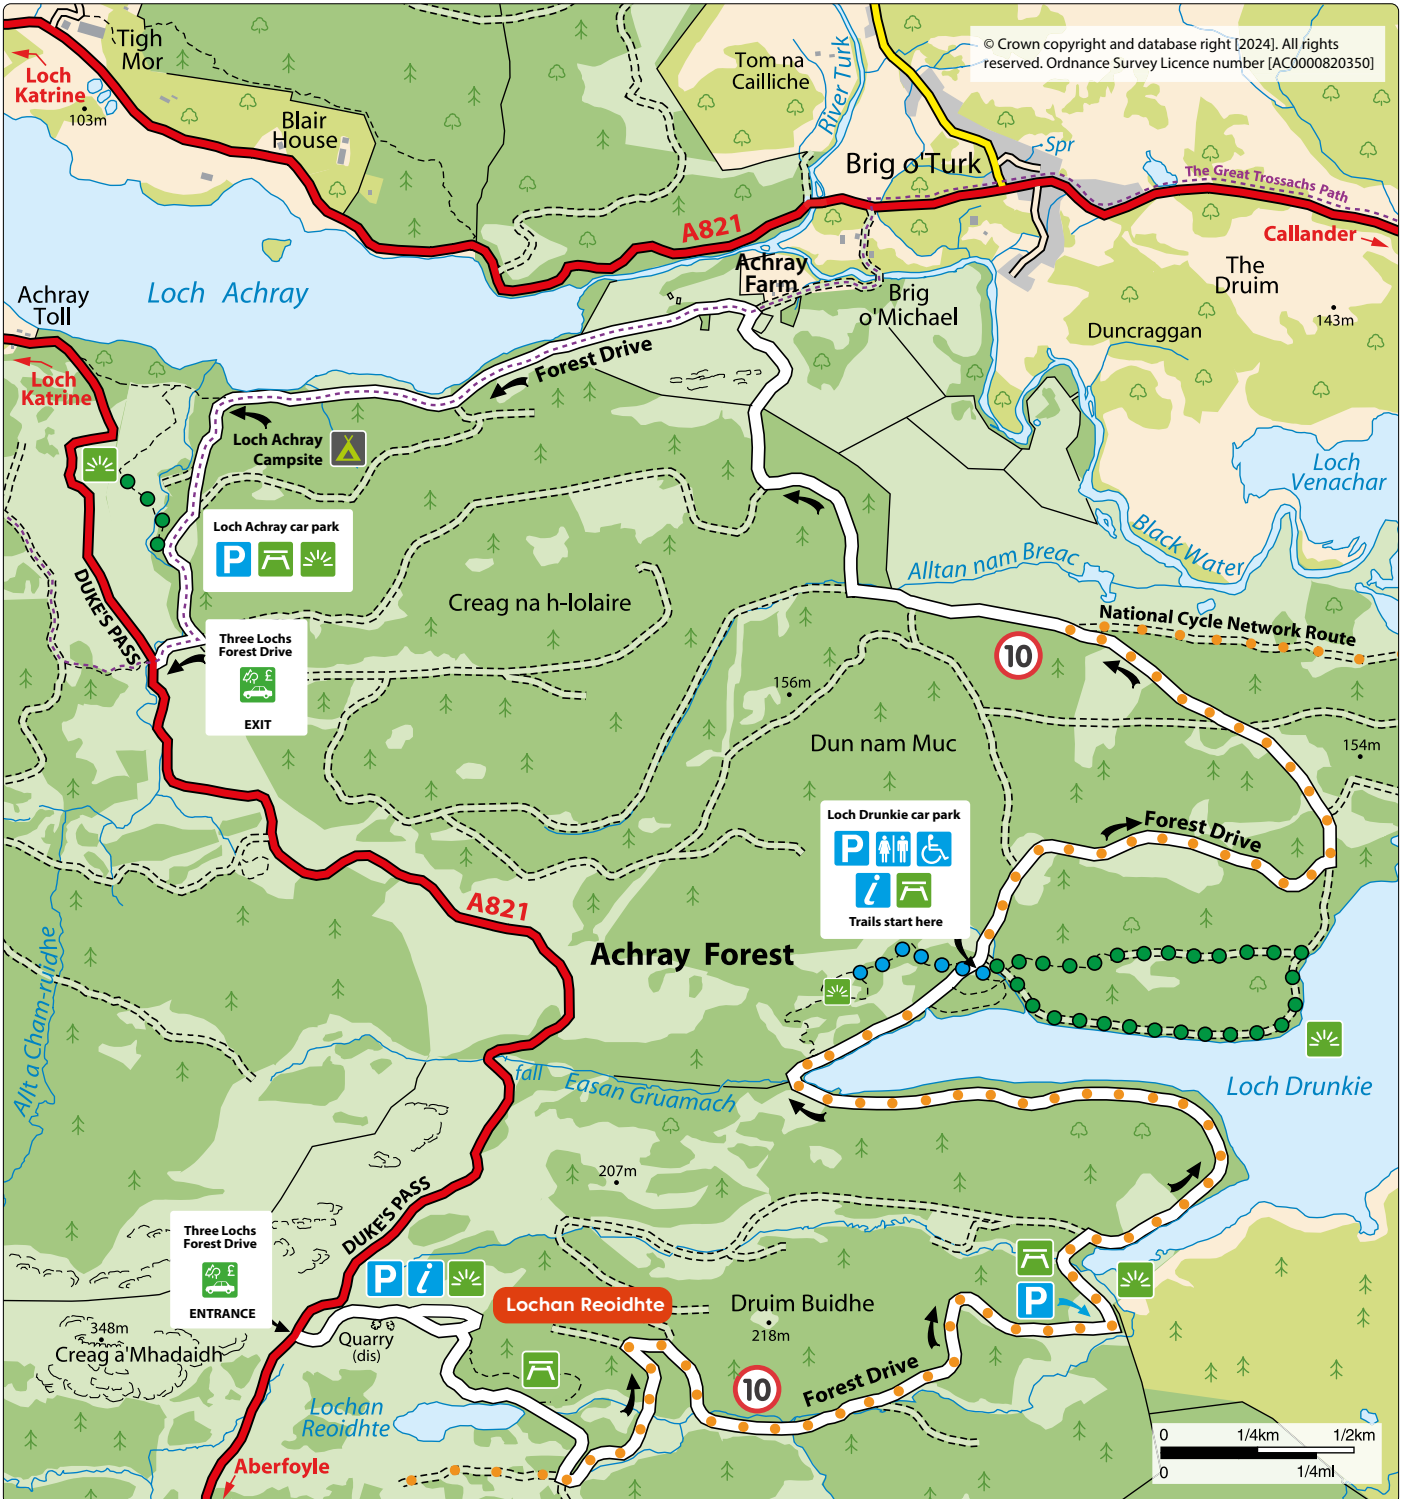 © Crown copyright and database right [2024]. All rights
reserved. Ordnance Survey Licence number [AC0000820350]
Tigh
Mor
Loch
Katrine
103m
Blair
House
Tom na
Cailliche
River Turk
Brig o'Turk
Spr
The Great Trossachs Path
Callander
A821
Achray
Farm
Brig
o'Michael
The
Druim
143m
Duncraggan
Loch Achray
Achray
Toll
Loch
Katrine
Forest Drive
Loch Achray
Campsite
Loch
Venachar
Black Water
Alltan nam Breac
Loch Achray car park
P
Creag na h-Iolaire
National Cycle Network Route
10
DUKE'S PASS
Three Lochs
Forest Drive
£
EXIT
156m
Dun nam Muc
154m
Loch Drunkie car park
P
i
Trails start here
Forest Drive
A821
Achray Forest
Allt a Cham-ruidhe
fall
Easan Gruamach
Loch Drunkie
207m
DUKE'S PASS
Three Lochs
Forest Drive
£
ENTRANCE
P
i
Lochan Reoidhte
Druim Buidhe
218m
P
348m
Creag a'Mhadaidh
Quarry
(dis)
10
Forest Drive
Lochan
Reoidhte
Aberfoyle
0 1/4km 1/2km
0 1/4ml